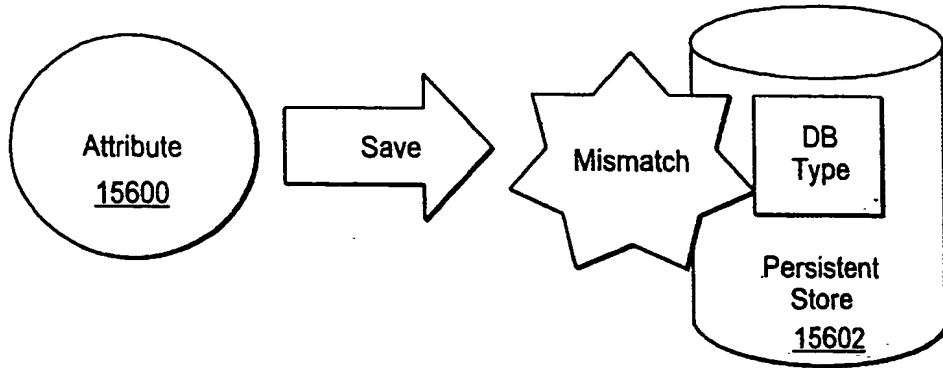 Attribute
15600
Save
Mismatch
DB
Type
Persistent
Store
15602